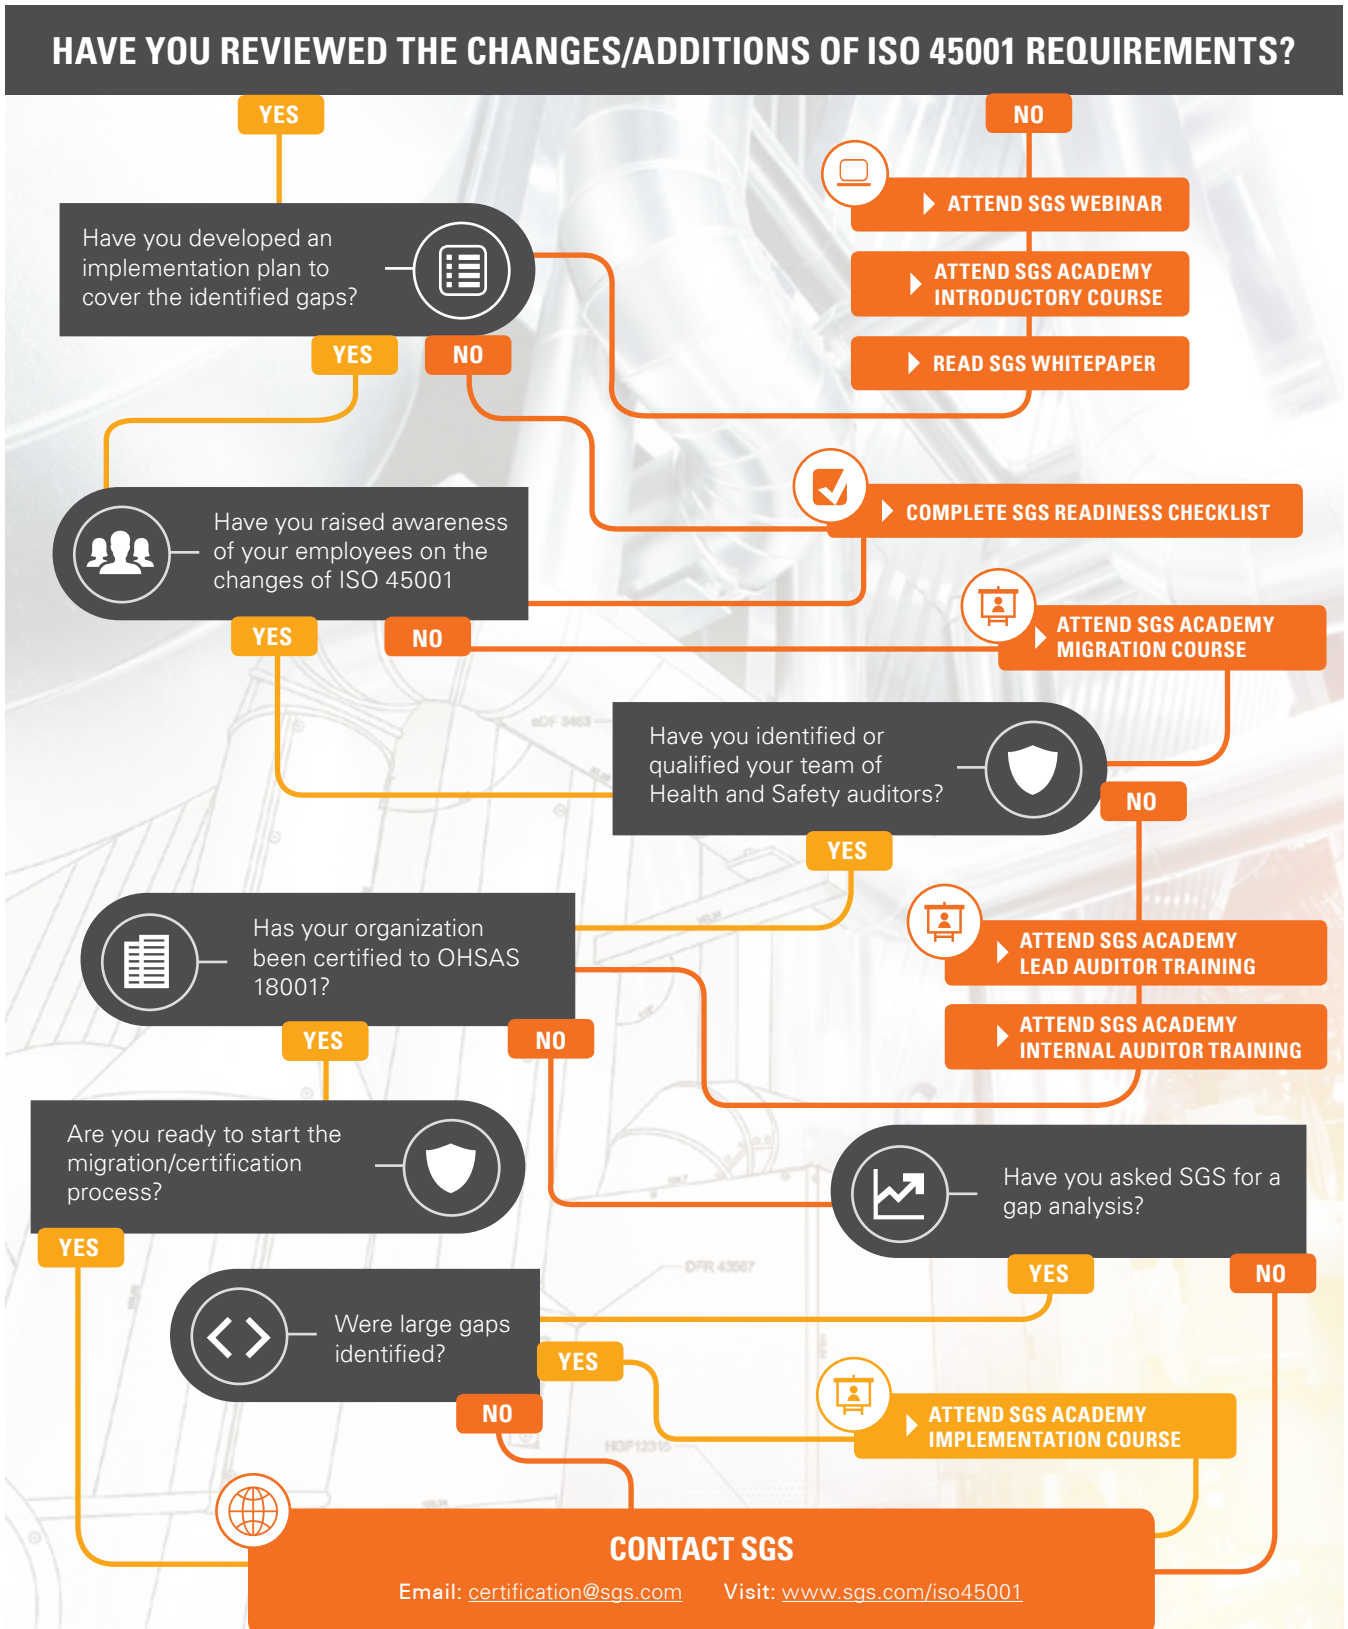 HAVE YOU REVIEWED THE CHANGES/ADDITIONS OF ISO 45001 REQUIREMENTS?
YES
NO
ATTEND SGS WEBINAR
Have you developed an
implementation plan to
cover the identified gaps?
ATTEND SGS ACADEMY
INTRODUCTORY COURSE
YES
NO
READ SGS WHITEPAPER
COMPLETE SGS READINESS CHECKLIST
Have you raised awareness
of your employees on the
changes of ISO 45001
YES
NO
ATTEND SGS ACADEMY
MIGRATION COURSE
aDF 3463
Have you identified or
qualified your team of
Health and Safety auditors?
NO
YES
Has your organization
been certified to OHSAS
18001?
ATTEND SGS ACADEMY
LEAD AUDITOR TRAINING
YES
NO
ATTEND SGS ACADEMY
INTERNAL AUDITOR TRAINING
Are you ready to start the
migration/certification
process?
Have you asked SGS for a
gap analysis?
YES
DFR 43567
YES
NO
Were large gaps
identified?
YES
NO
ATTEND SGS ACADEMY
IMPLEMENTATION COURSE
HGF12315
CONTACT SGS
Email: certification@sgs.com Visit: www.sgs.com/iso45001